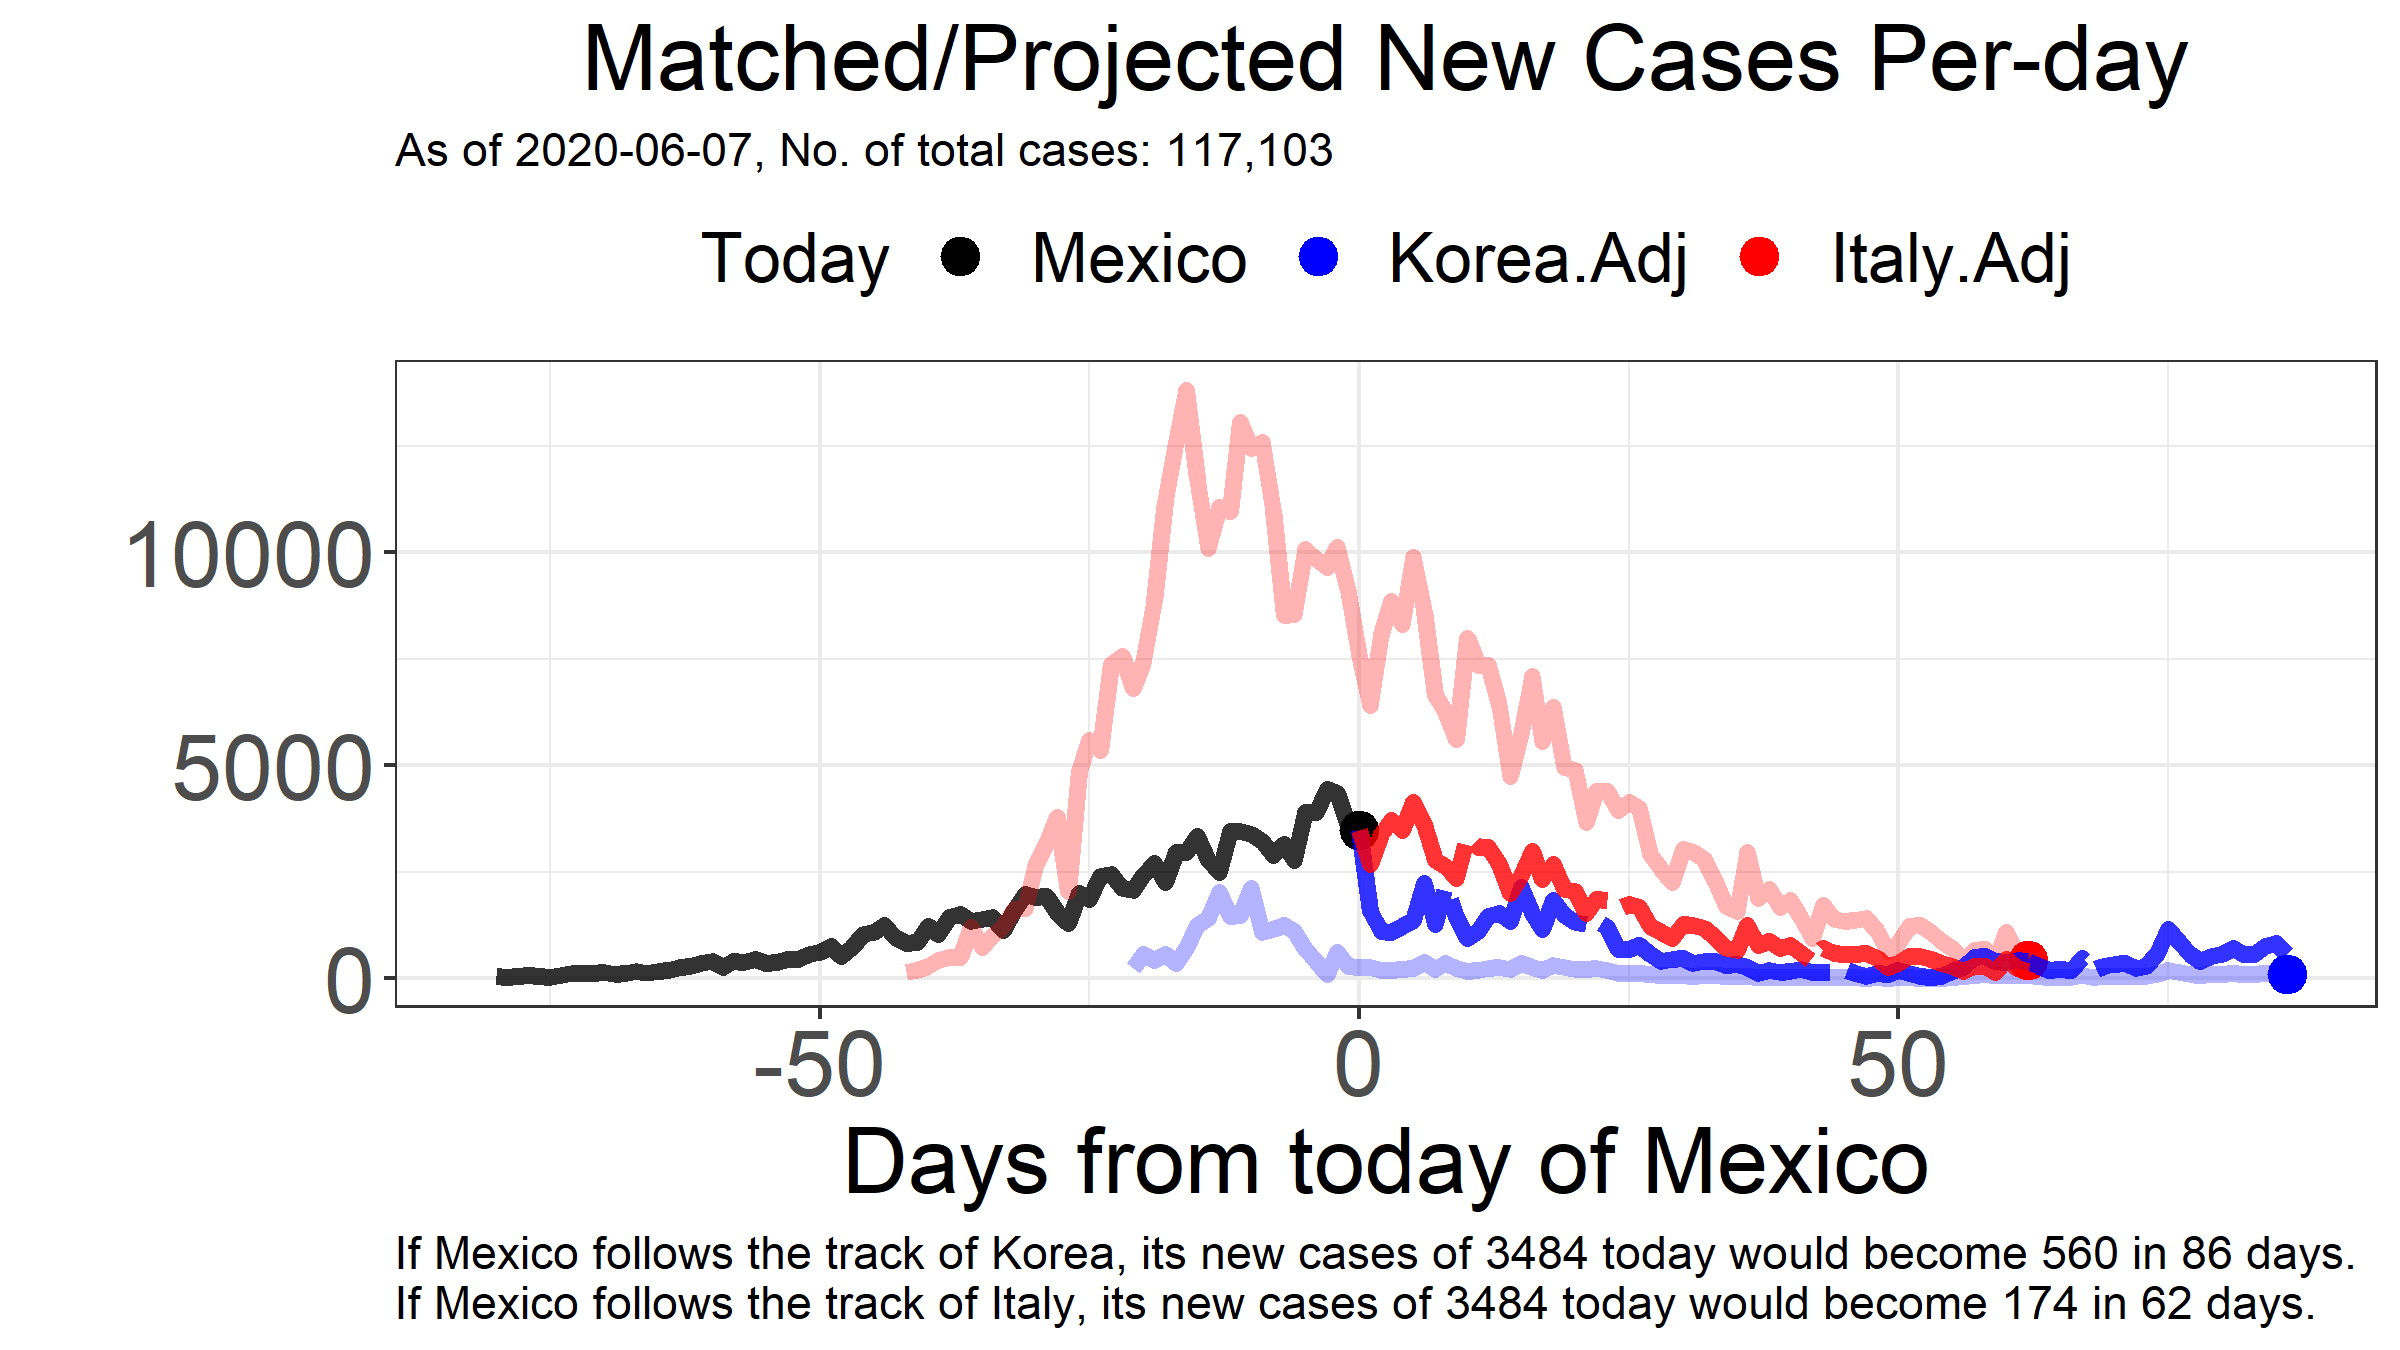 Matched/Projected New Cases Per-day
As of 2020-06-07, No. of total cases: 117,103
Today Mexico Korea.Adj Italy.Adj
10000
5000
0
-50 0 50
Days from today of Mexico
If Mexico follows the track of Korea, its new cases of 3484 today would become 560 in 86 days.
If Mexico follows the track of Italy, its new cases of 3484 today would become 174 in 62 days.